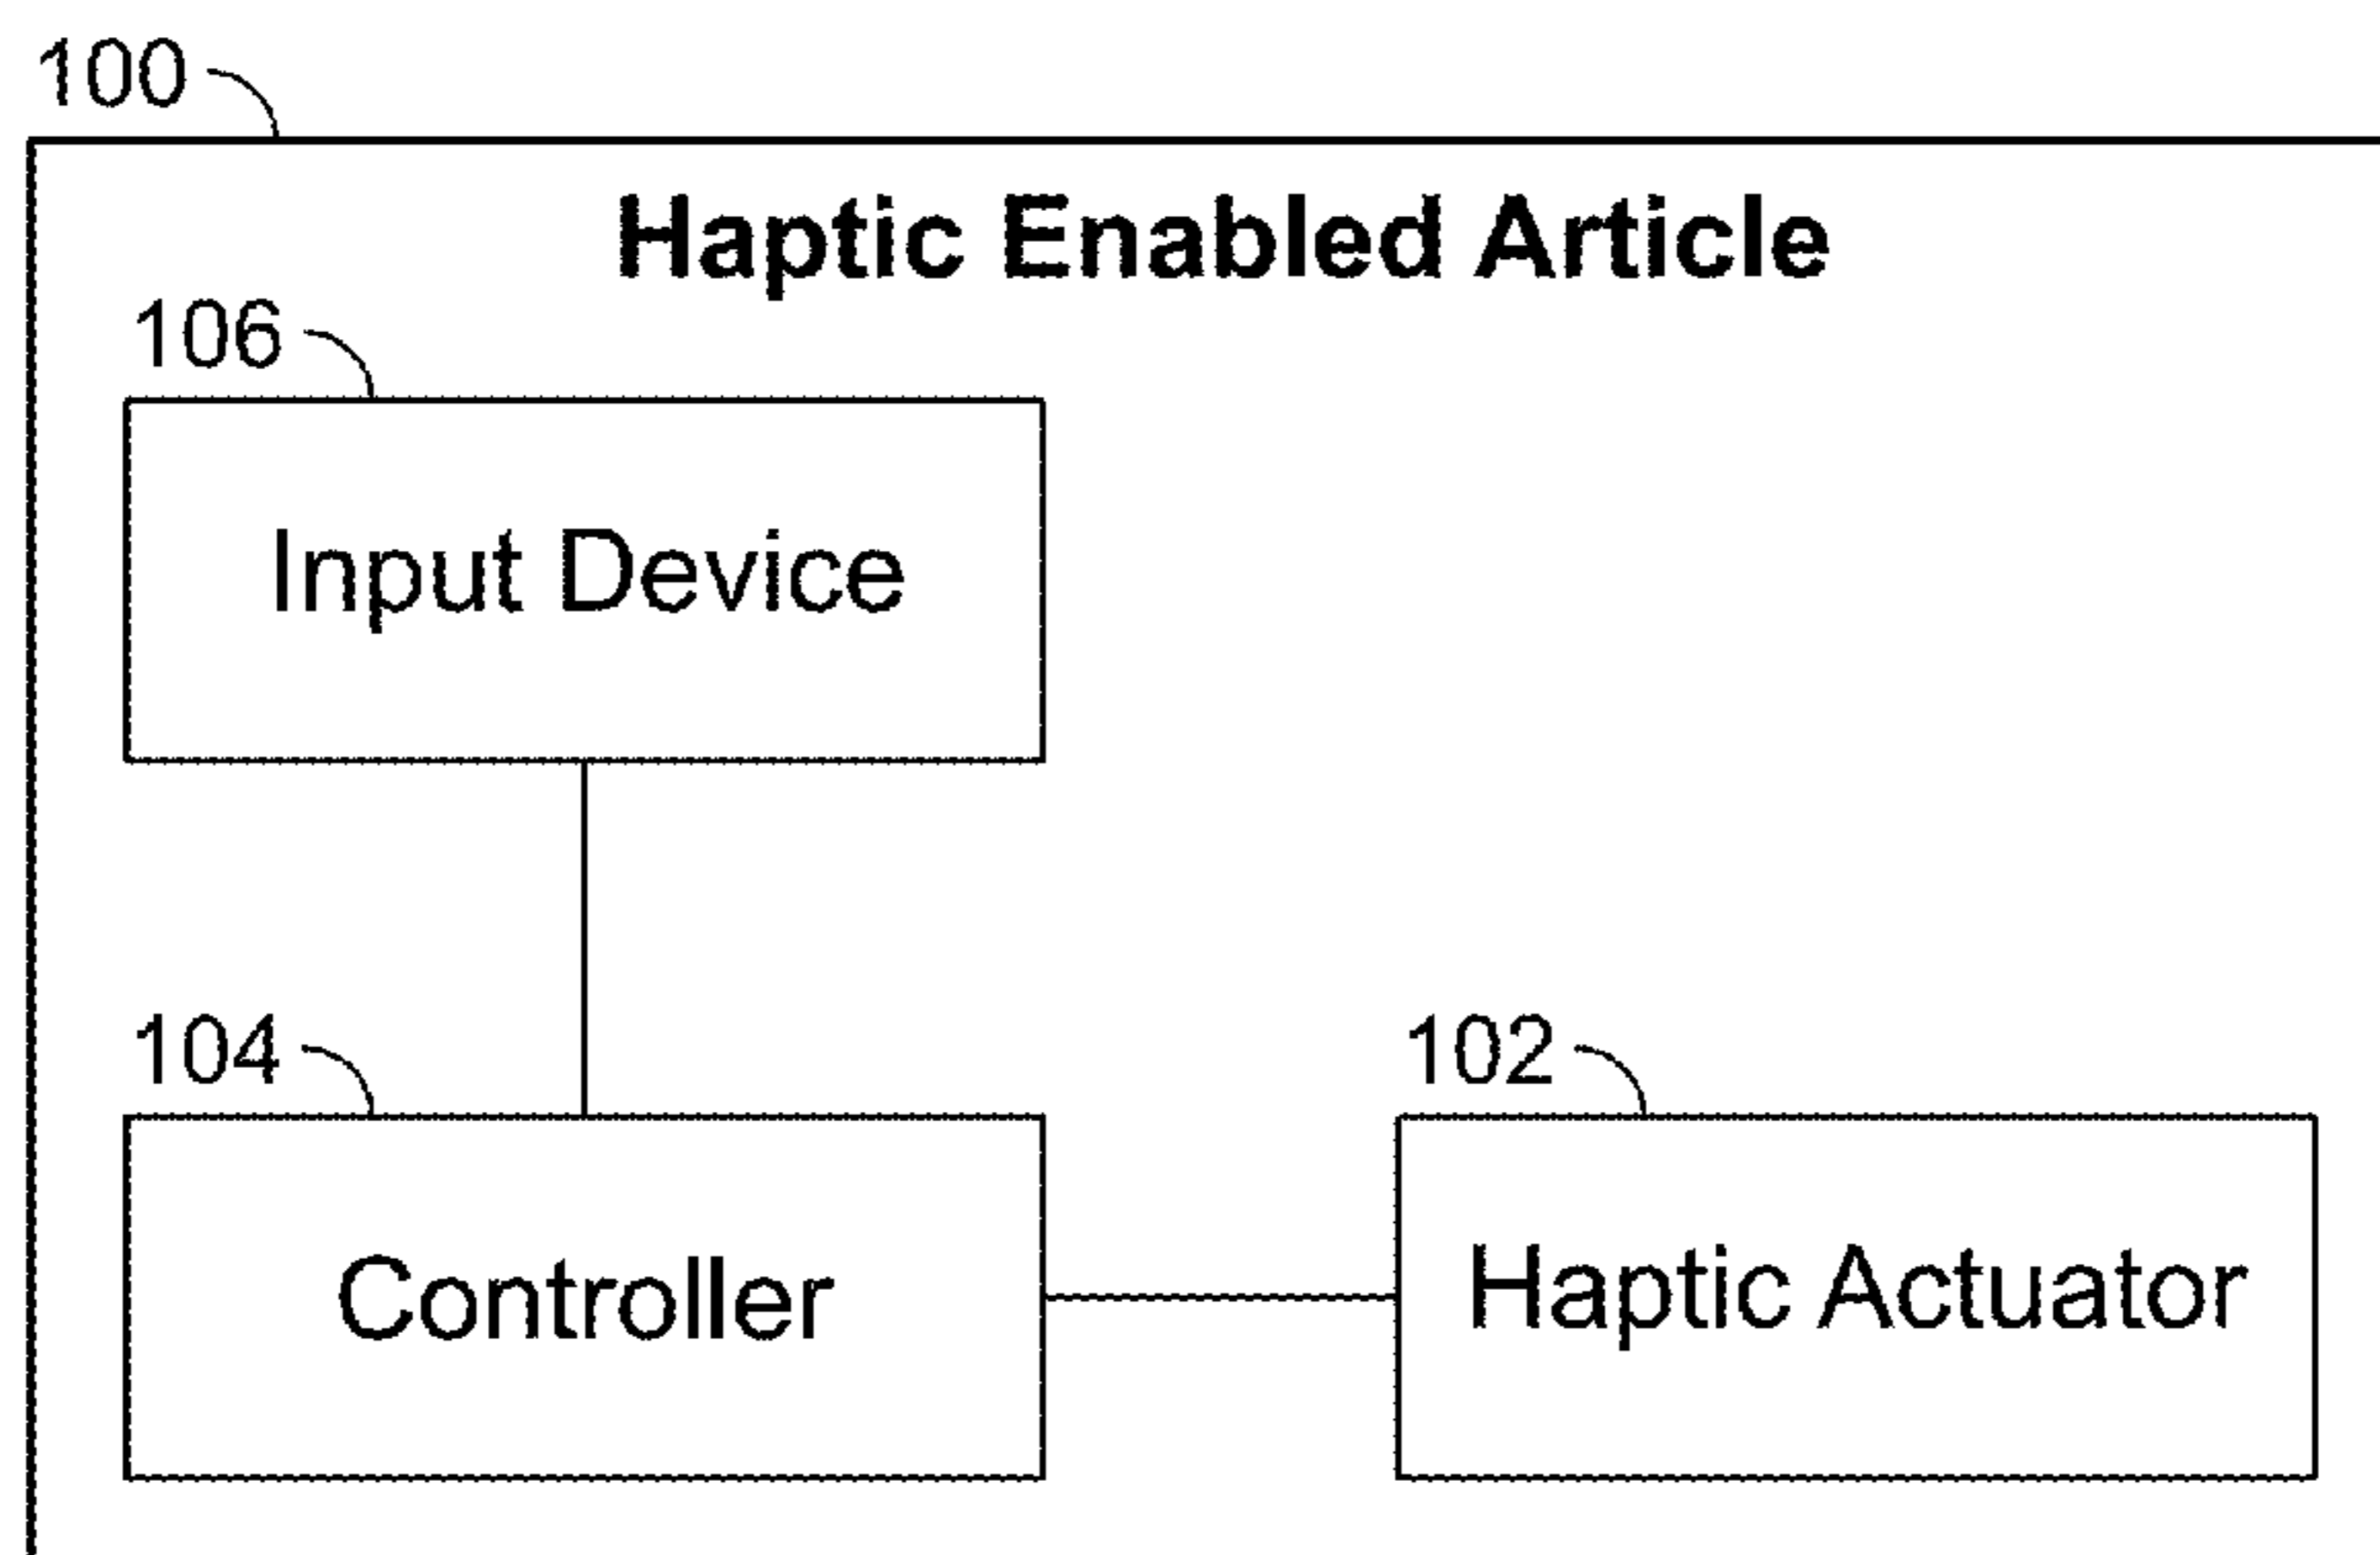 100
Haptic Enabled Article
106
Input Device
104
102
Controller
Haptic Actuator